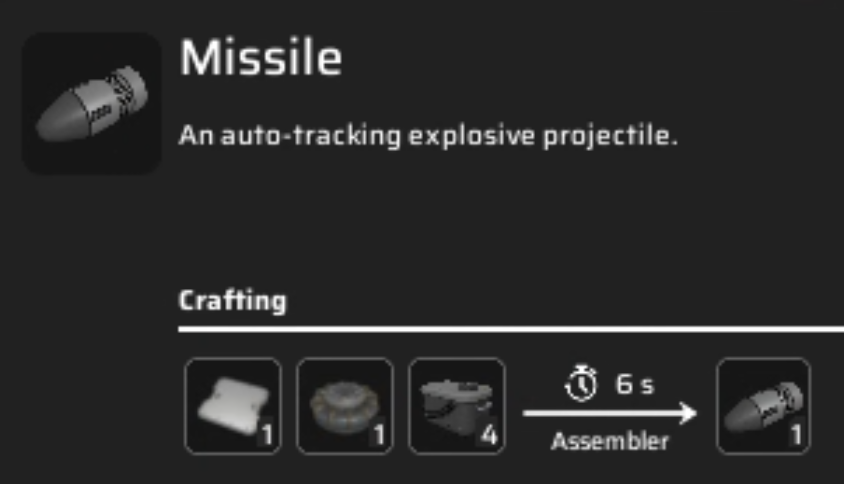 Missile
An auto-tracking explosive projectile.
Crafting
1 1 4 6 s 1
Assembler